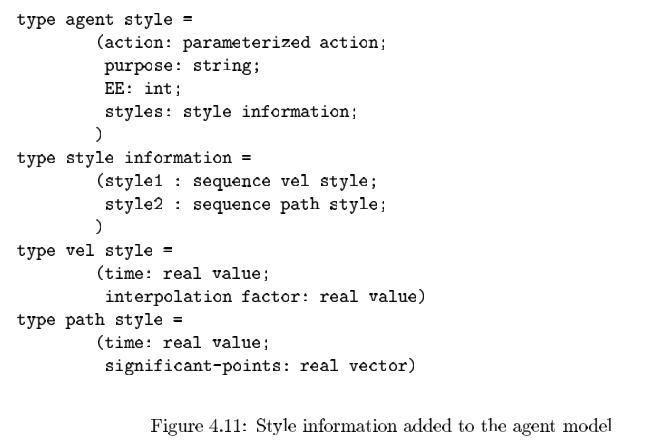 type agent style =
(action: parameterized action;
purpose: string;
EE: int;
styles: style information;
)
type style information =
(style1 : sequence vel style;
style2 : sequence path style;
)
type vel style =
(time: real value;
interpolation factor: real value)
type path style =
(time: real value;
significant-points: real vector)
Figure 4.11: Style information added to the agent model